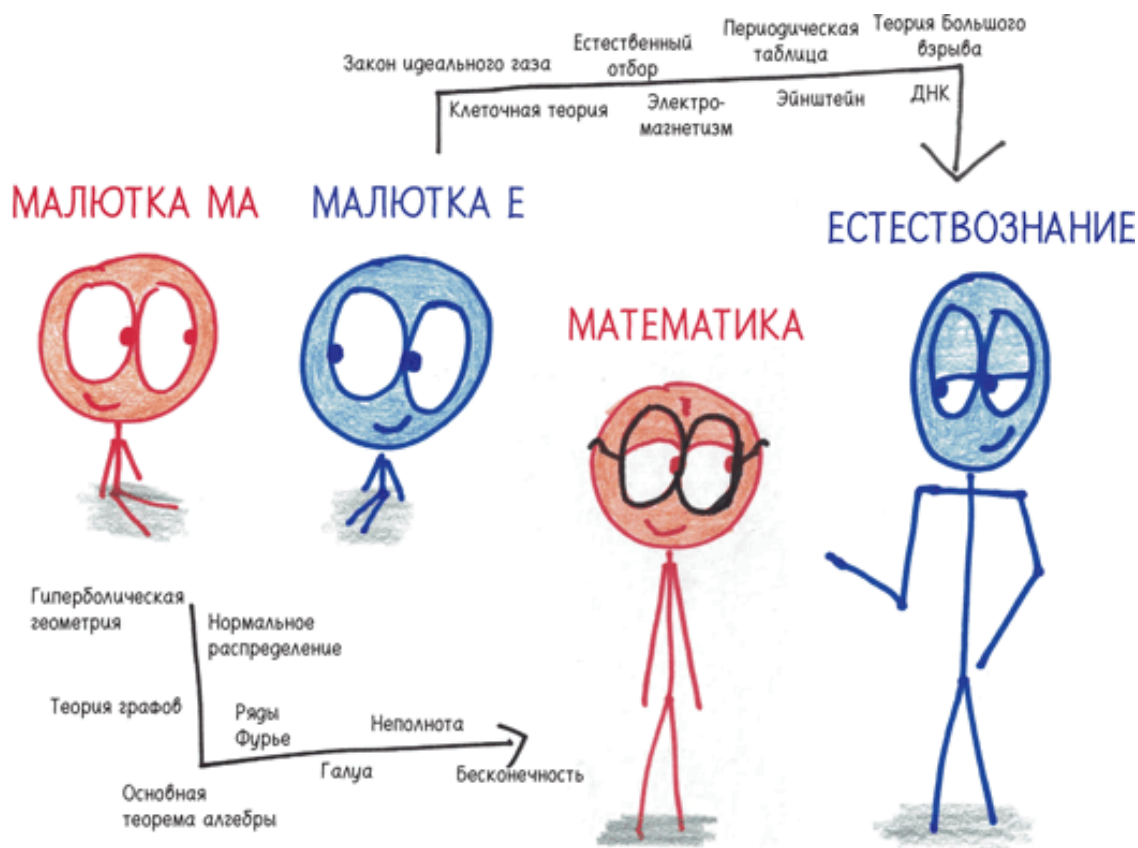 Закон идеального газа
Естественный
отбор
Периодическая
таблица
Теория Большого
взрыва
Клеточная теория
Электро-
магнетизм
Эйнштейн
ДНК
МАЛЮТКА МА
МАЛЮТКА Е
ЕСТЕСТВОЗНАНИЕ
МАТЕМАТИКА
Гиперболическая
геометрия
Нормальное
распределение
Теория графов
Ряды
Фурье
Неполнота
Галуа
Бесконечность
Основная
теорема алгебры